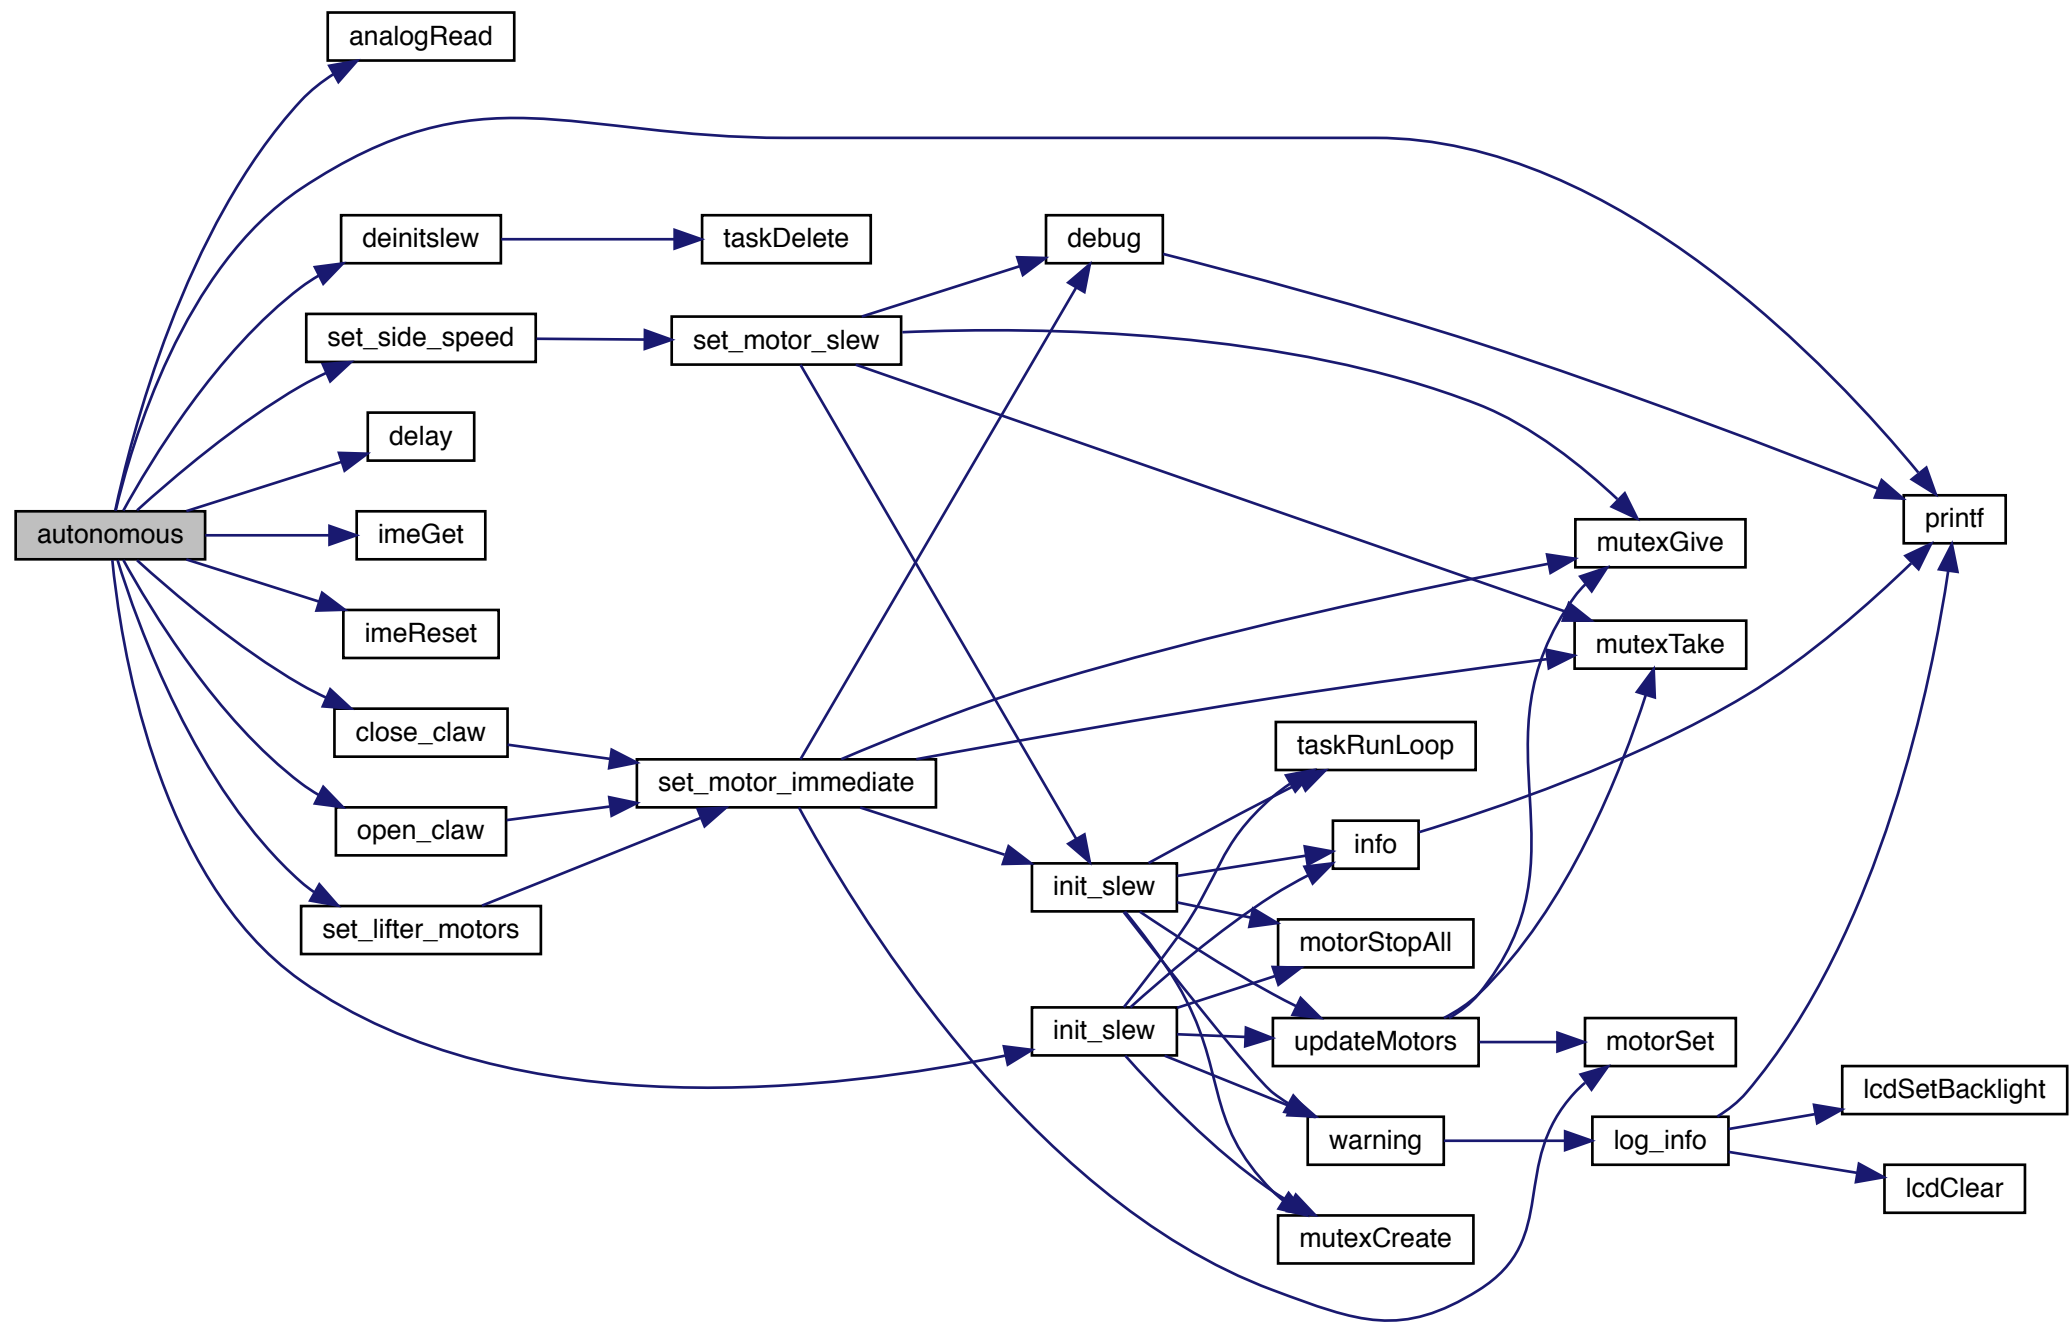 analogRead
deinitslew
taskDelete
debug
set_side_speed
set_motor_slew
delay
printf
autonomous
imeGet
mutexGive
imeReset
mutexTake
close_claw
taskRunLoop
set_motor_immediate
open_claw
info
init_slew
set_lifter_motors
motorStopAll
init_slew
updateMotors
motorSet
lcdSetBacklight
warning
log_info
lcdClear
mutexCreate